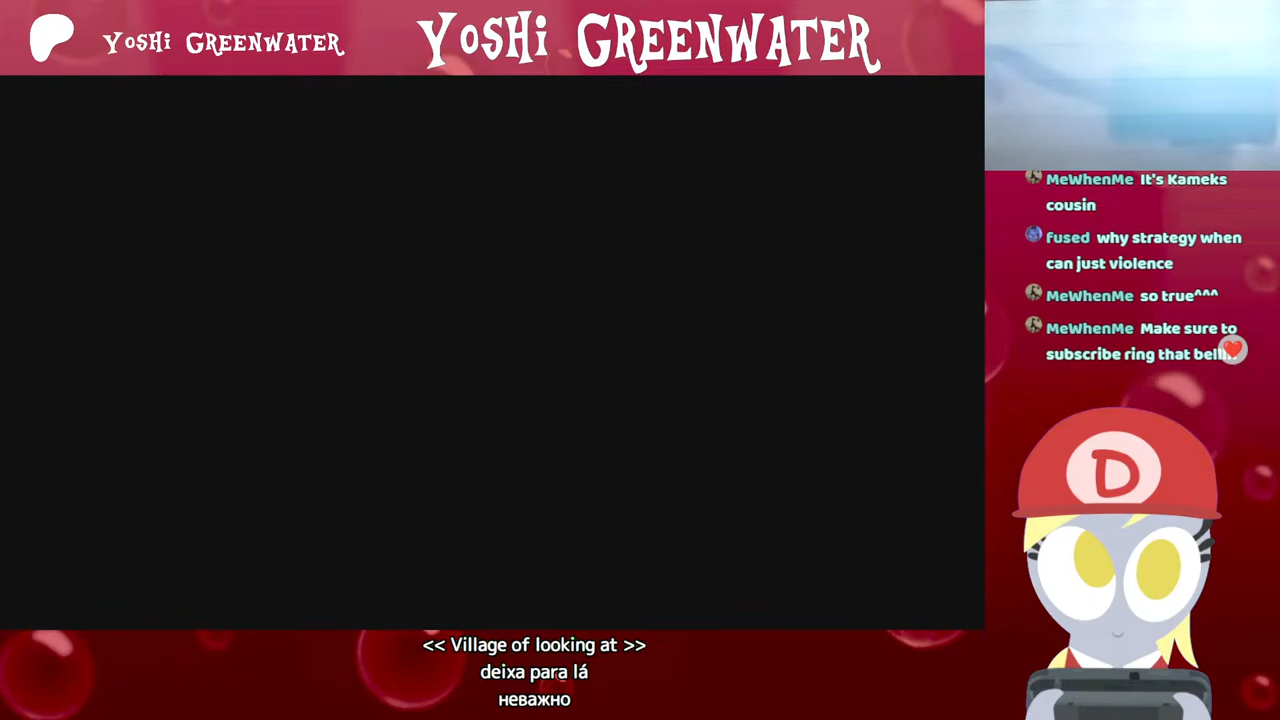 YOSHI GREENWATER
YOSHI GREENWATER
MeWhenMe It's Kameks
cousin
fused why strategy when
can just violence
MeWhenMe so true^^^
MeWhenMe Make sure to
subscribe ring that
D
<< Village of looking at >>
deixa para lá
неважно